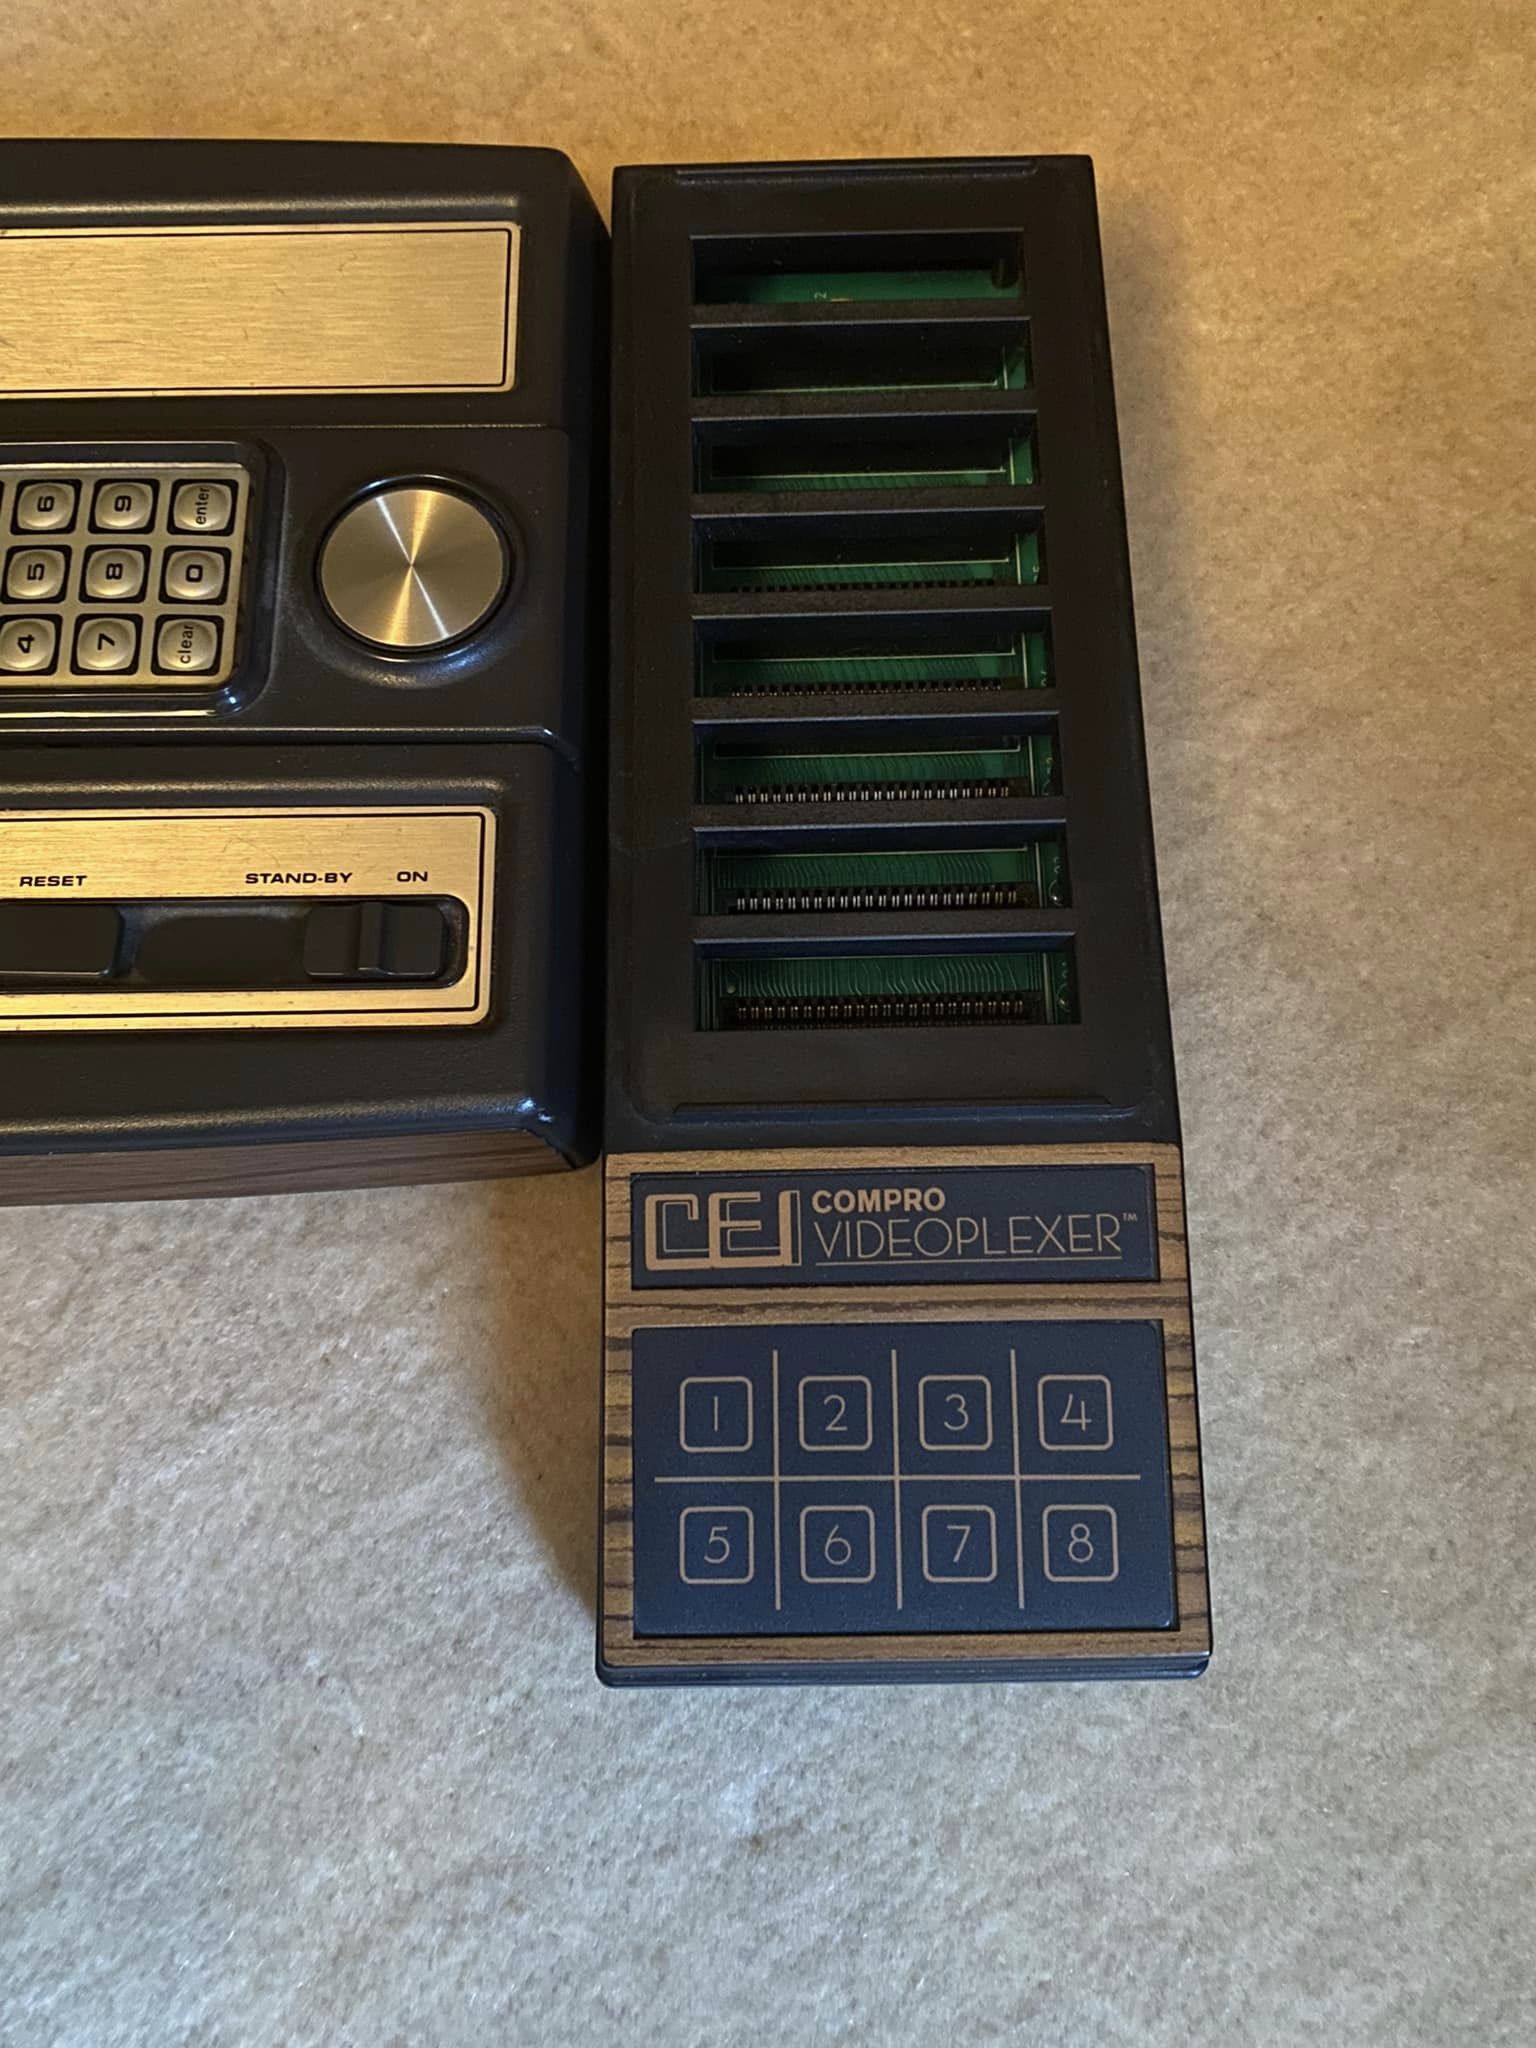 6 9 enter
5 8 0
4 7 clear
RESET STAND-BY ON
CEI COMPRO
VIDEOPLEXER™
1 2 3 4
5 6 7 8